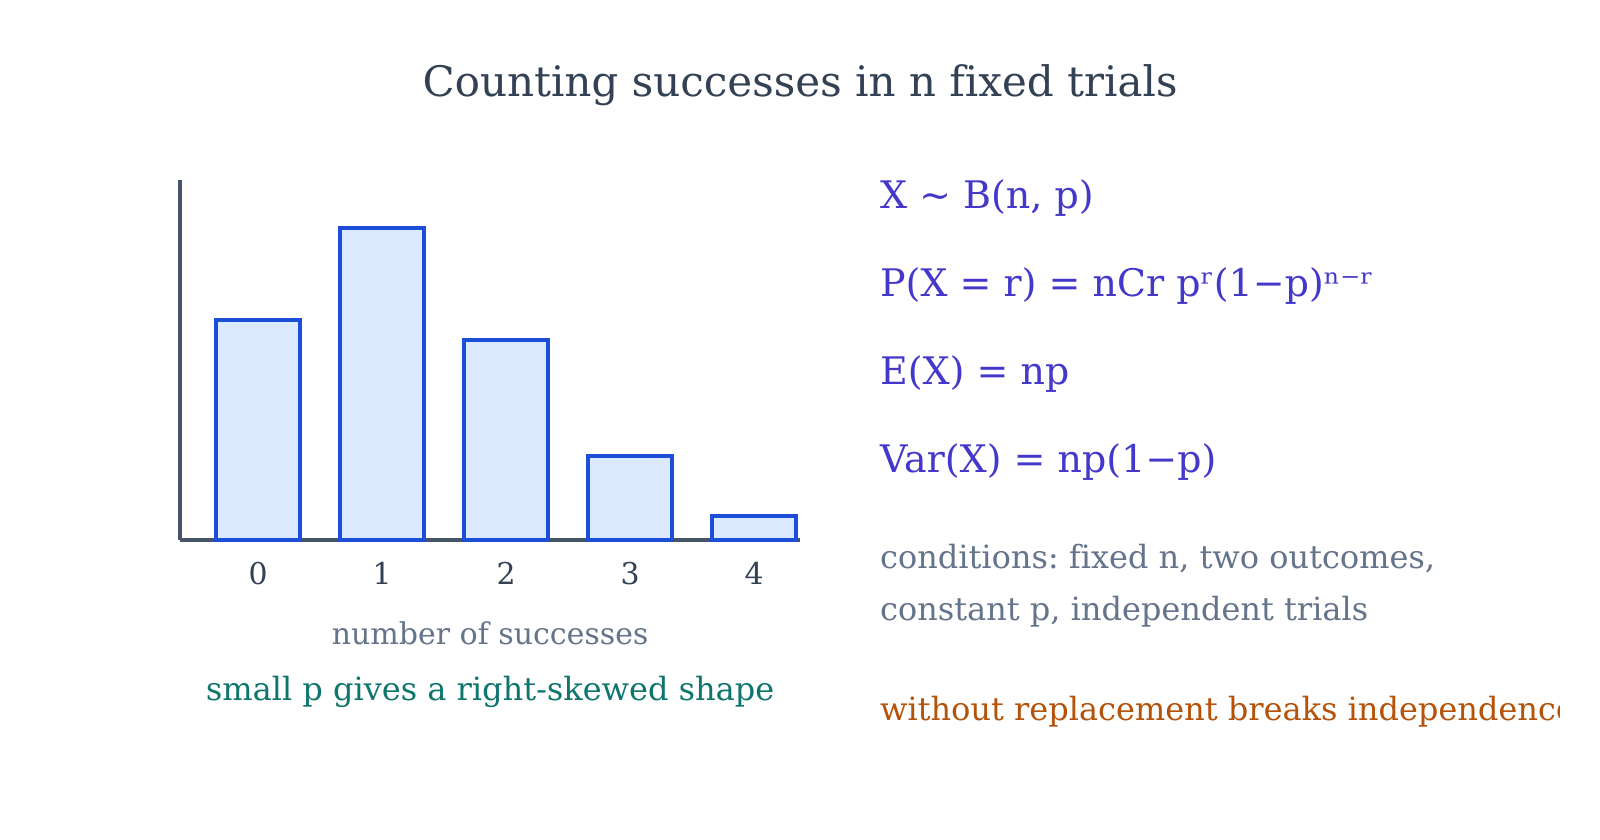 Counting successes in n fixed trials
0 1 2 3 4
number of successes
small p gives a right-skewed shape
X ~ B(n, p)
P(X = r) = nCr pʳ(1−p)ⁿ⁻ʳ
E(X) = np
Var(X) = np(1−p)
conditions: fixed n, two outcomes,
constant p, independent trials
without replacement breaks independenc